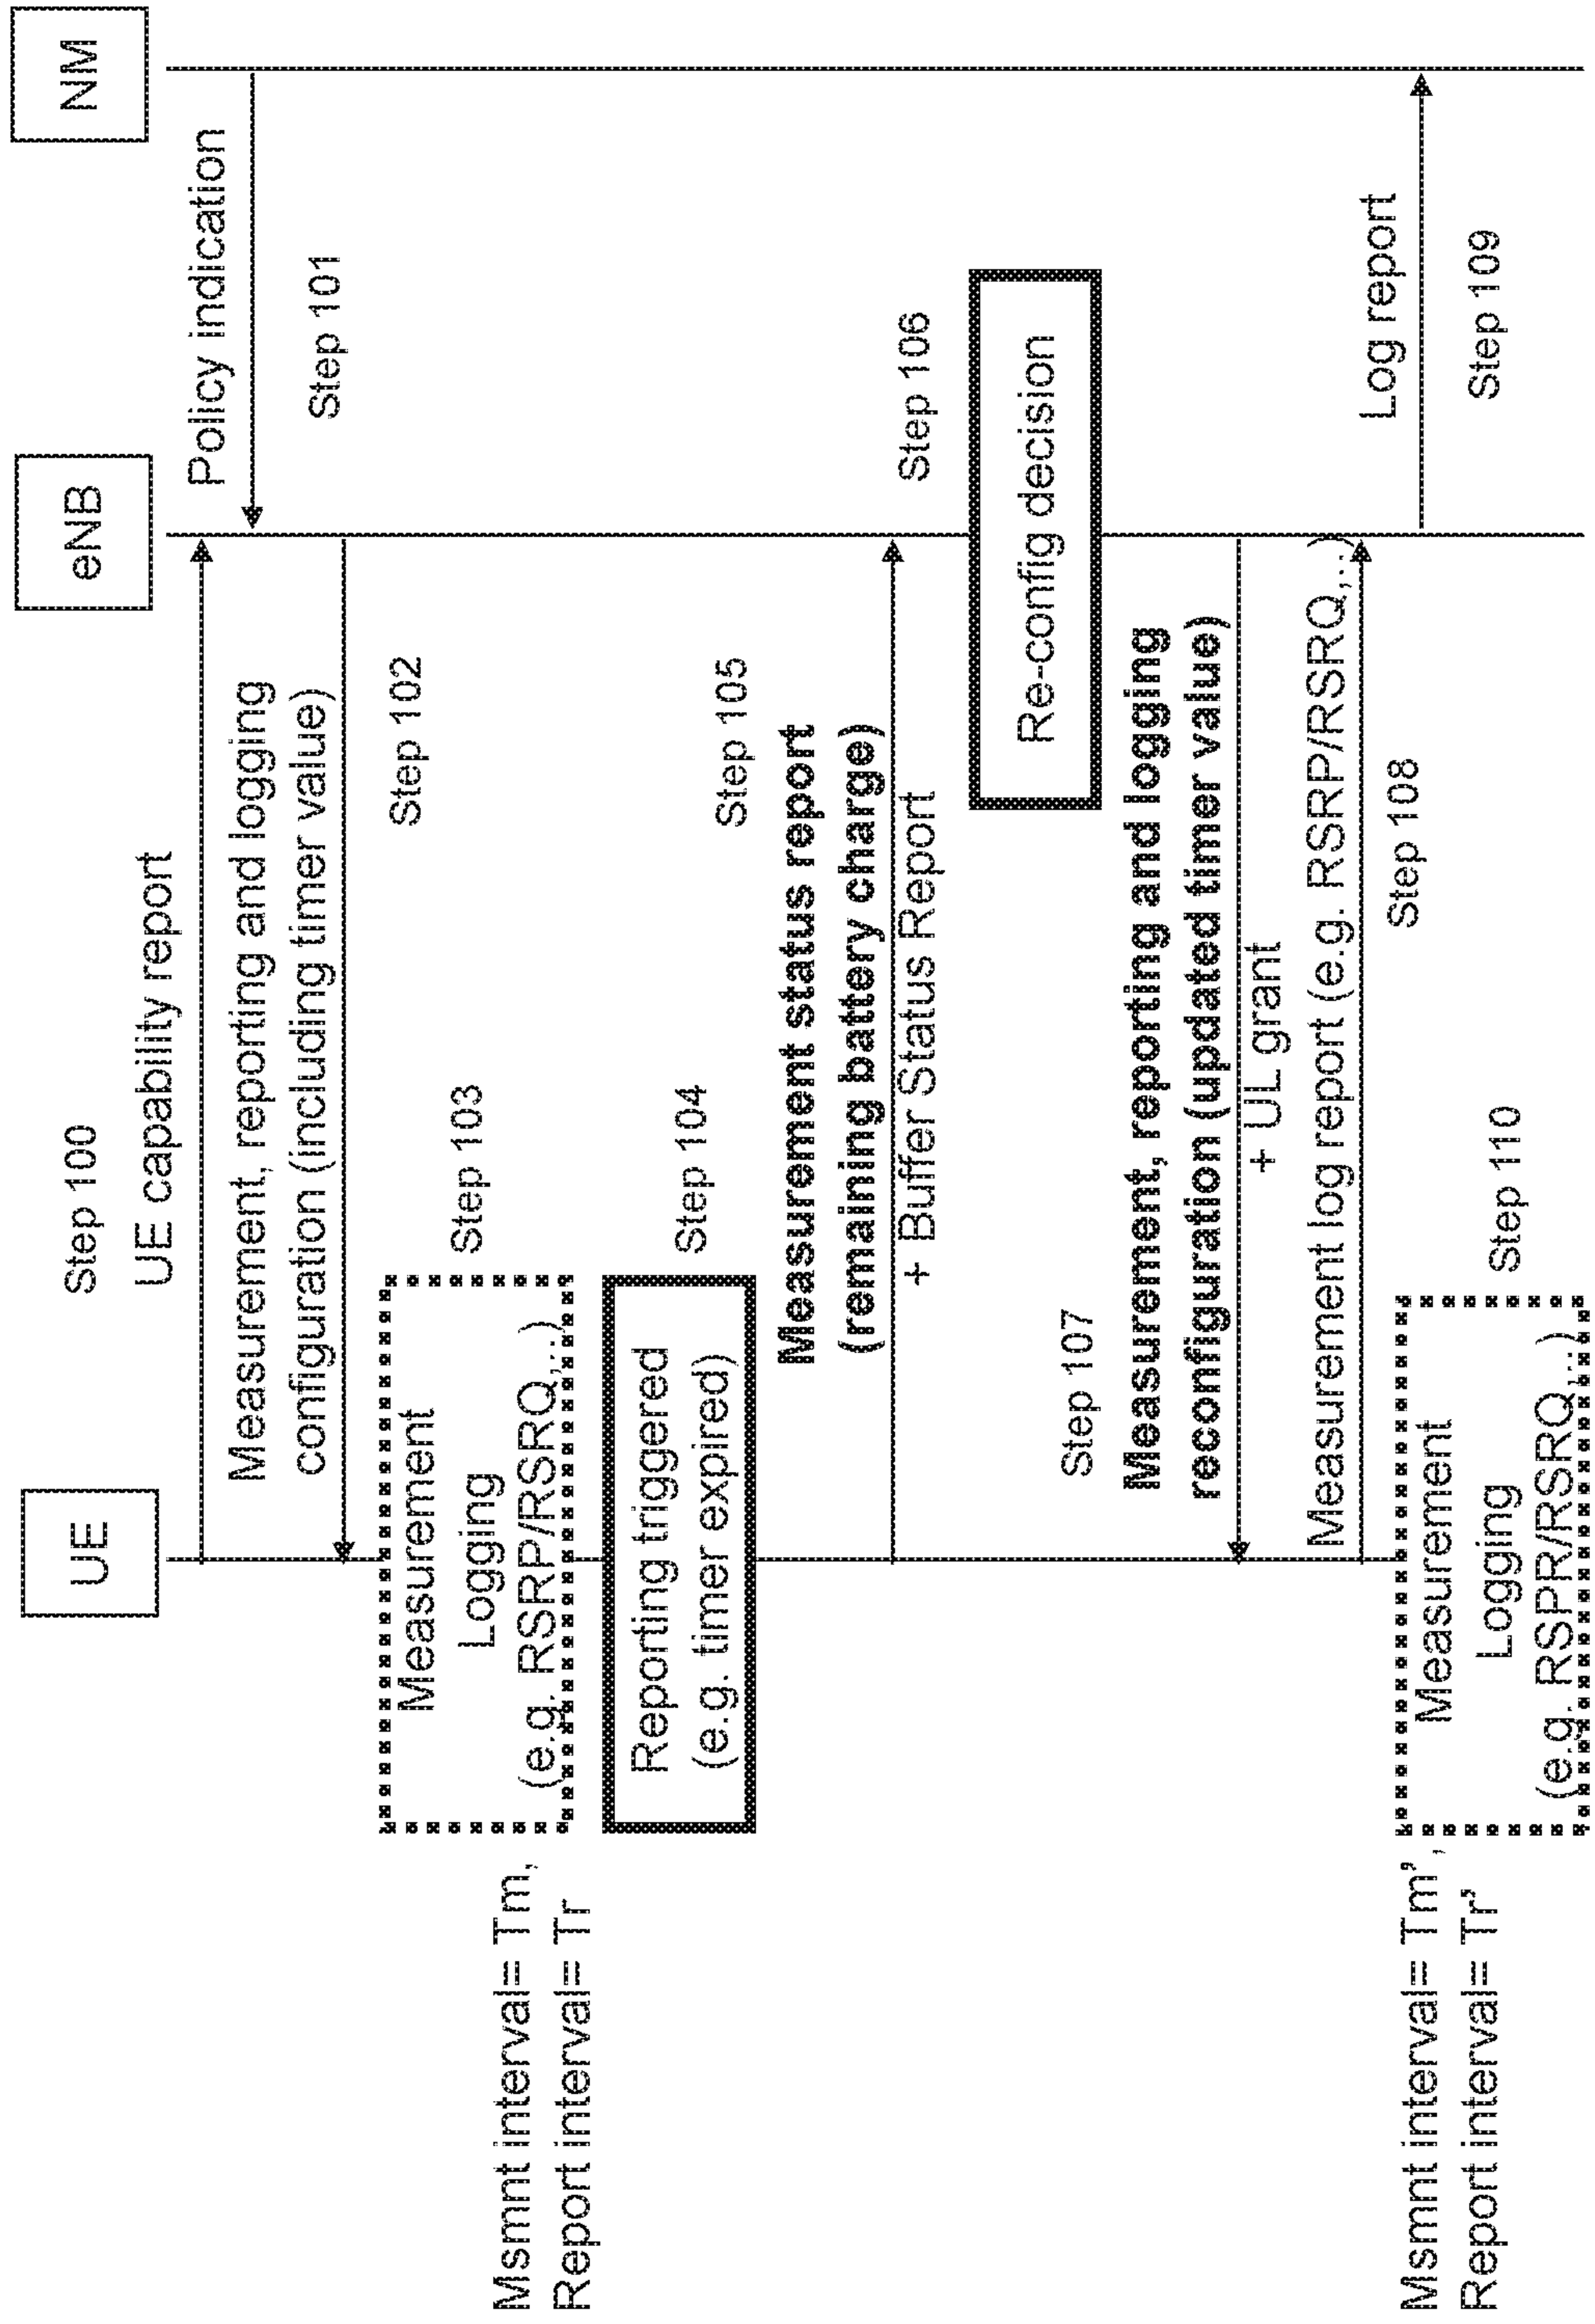 UE
eNB
NM
Step 100
UE capability report
Policy indication
Step 101
Measurement, reporting and logging
configuration (including timer value)
Step 102
Msmnt interval= Tm,
Report interval= Tr
Measurement
Logging
(e.g. RSRP/RSRQ,...)
Step 103
Reporting triggered
(e.g. timer expired)
Step 104
Step 105
Measurement status report
(remaining battery charge)
+ Buffer Status Report
Step 106
Re-config decision
Step 107
Measurement, reporting and logging
reconfiguration (updated timer value)
+ UL grant
Measurement log report (e.g. RSRP/RSRQ,...)
Step 108
Log report
Step 109
Msmnt interval= Tm',
Report interval= Tr'
Measurement
Logging
(e.g. RSPR/RSRQ,...)
Step 110